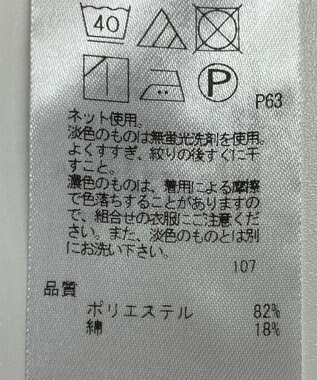 40
P
P63
ネット使用。
淡色のものは無蛍光洗剤を使用。
よくすすぎ、絞りの後すぐに干
すこと。
濃色のものは、着用による摩擦
で色落ちすることがありますの
で、組合せの衣服にご注意くだ
さい。また、淡色のものとは別
にお洗い下さい。
107
品質
ポリエステル 82%
綿 18%